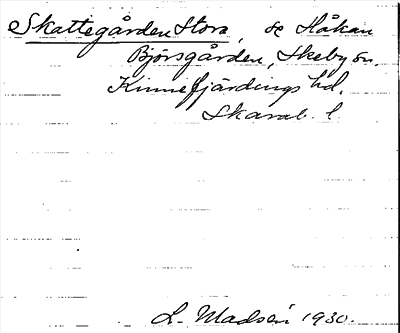 Skattegården Stora, se Håkan
Björsgården, Skeby sn.
Kinnefjärdings hd.
Skarab. l.
L. Madsén 1930.